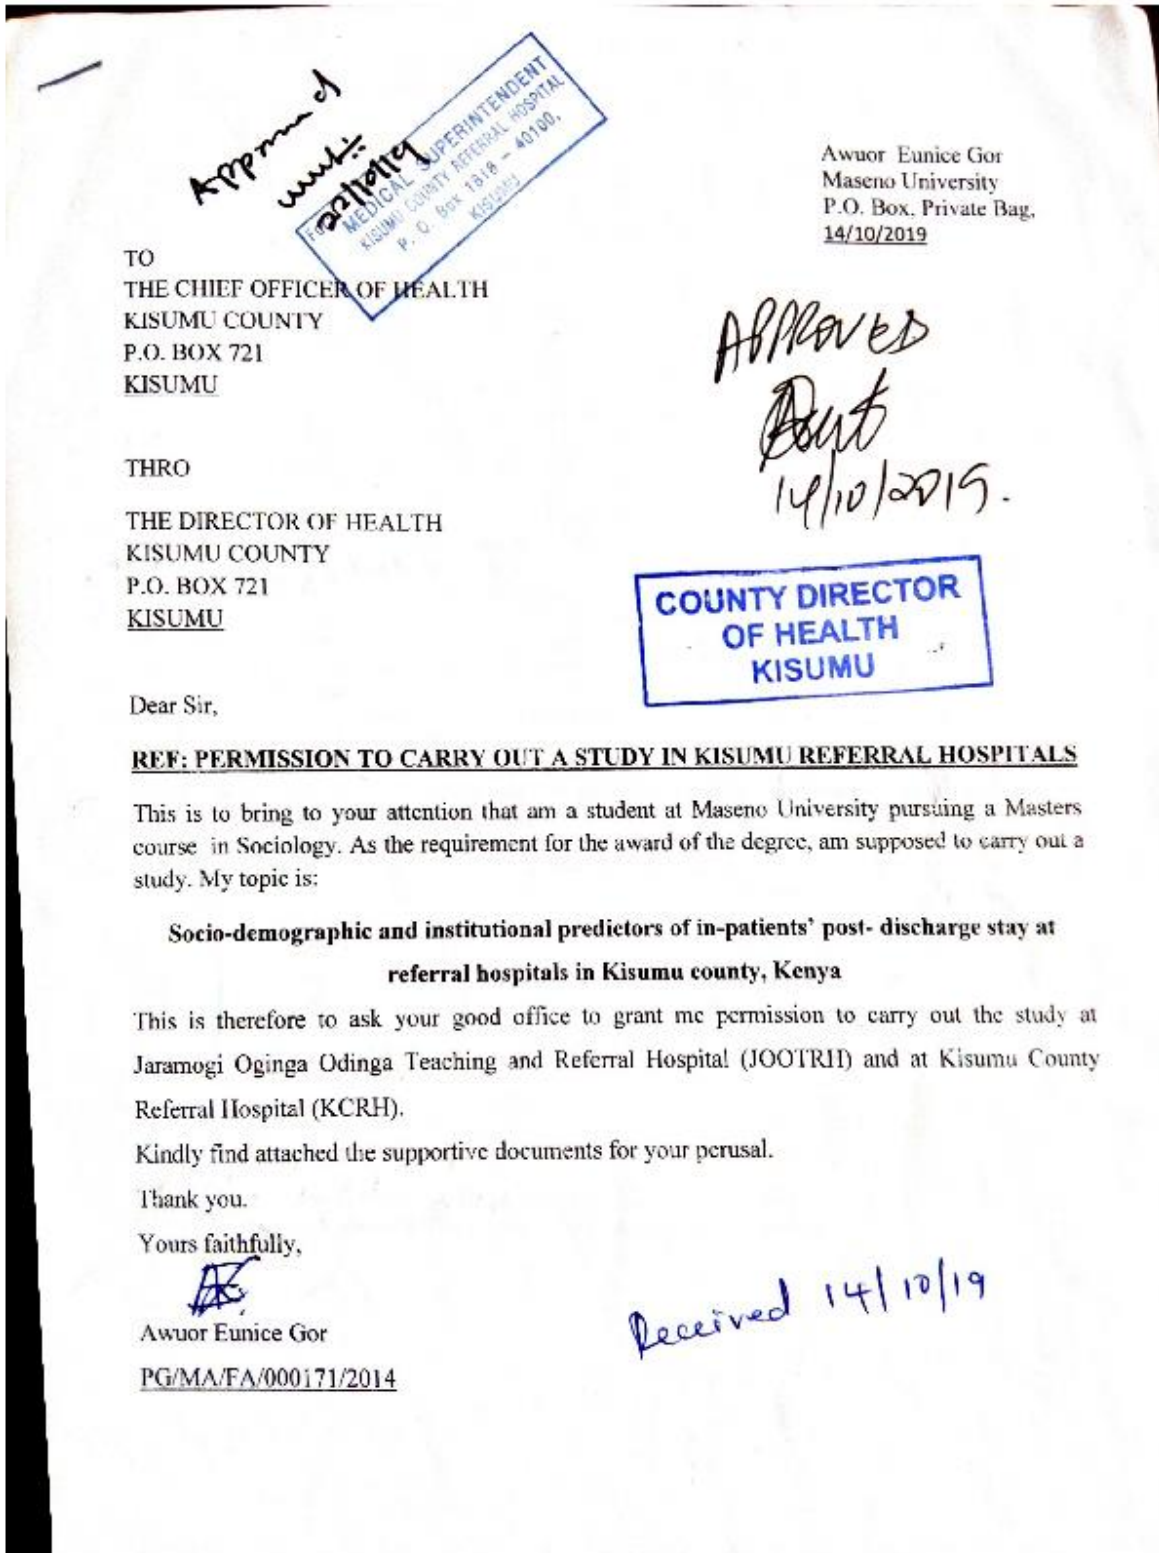 Approved
22/10/19
FOR
MEDICAL SUPERINTENDENT
KISUMU COUNTY REFERRAL HOSPITAL
P. O. Box 1818 - 40100,
KISUMU
Awuor Eunice Gor
Maseno University
P.O. Box, Private Bag,
14/10/2019
TO
THE CHIEF OFFICER OF HEALTH
KISUMU COUNTY
P.O. BOX 721
KISUMU
APPROVED
14/10/2019.
THRO
THE DIRECTOR OF HEALTH
KISUMU COUNTY
P.O. BOX 721
KISUMU
COUNTY DIRECTOR
OF HEALTH
KISUMU
Dear Sir,
REF: PERMISSION TO CARRY OUT A STUDY IN KISUMU REFERRAL HOSPITALS
This is to bring to your attention that am a student at Maseno University pursuing a Masters
course in Sociology. As the requirement for the award of the degree, am supposed to carry out a
study. My topic is:
Socio-demographic and institutional predictors of in-patients' post- discharge stay at
referral hospitals in Kisumu county, Kenya
This is therefore to ask your good office to grant me permission to carry out the study at
Jaramogi Oginga Odinga Teaching and Referral Hospital (JOOTRH) and at Kisumu County
Referral Hospital (KCRH).
Kindly find attached the supportive documents for your perusal.
Thank you.
Yours faithfully,
Awuor Eunice Gor
PG/MA/FA/000171/2014
Received 14/10/19